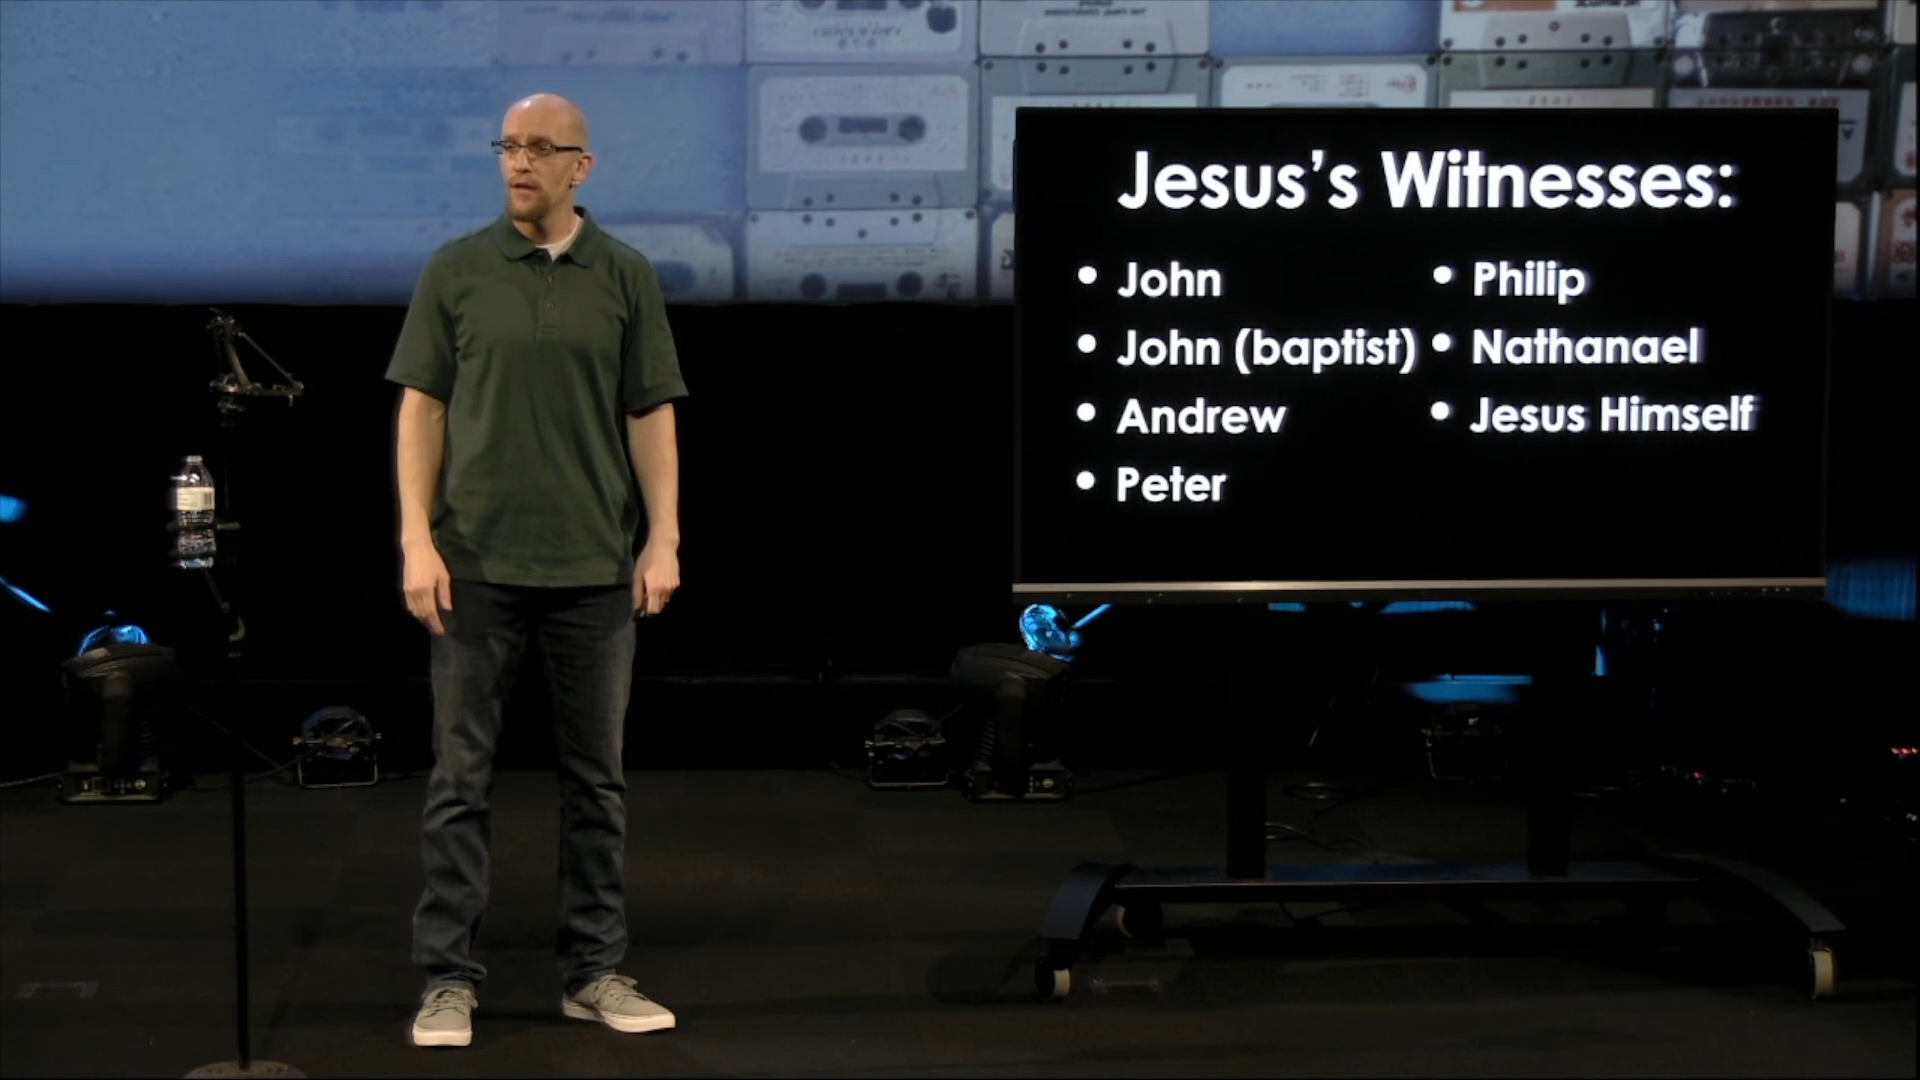 Jesus's Witnesses:
• John
• John (baptist)
• Andrew
• Peter
• Philip
• Nathanael
• Jesus Himself